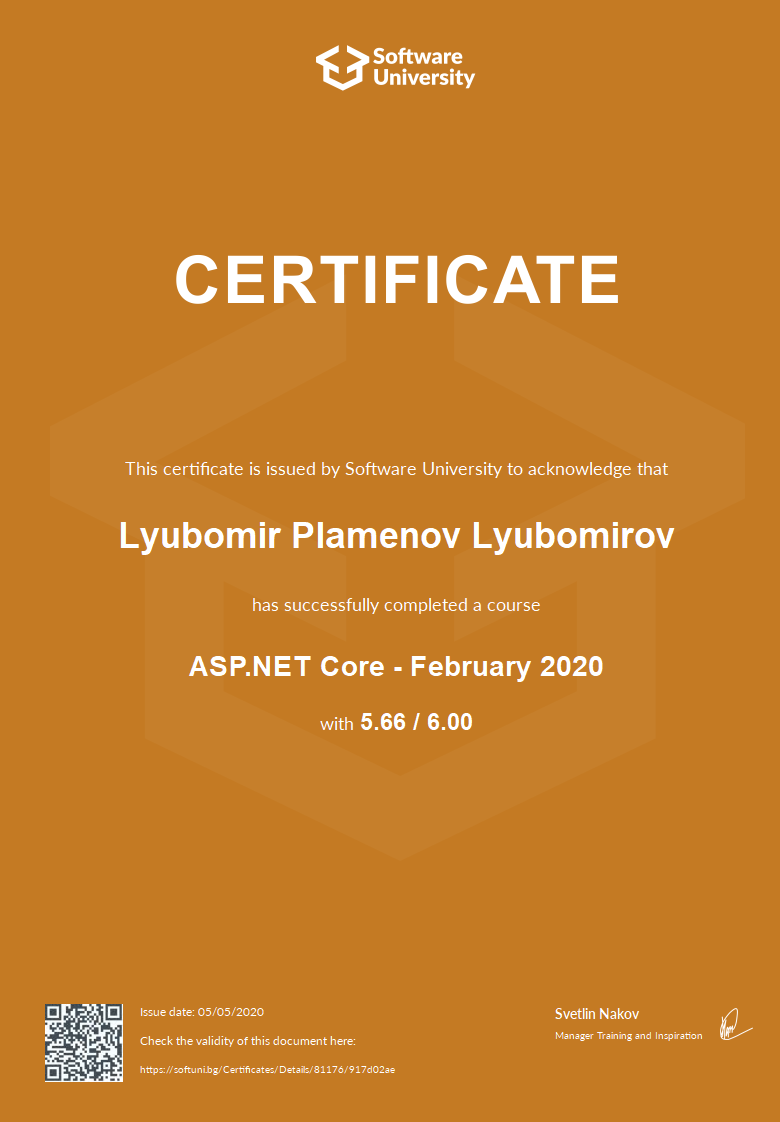 Software
University
CERTIFICATE
This certificate is issued by Software University to acknowledge that
Lyubomir Plamenov Lyubomirov
has successfully completed a course
ASP.NET Core - February 2020
with 5.66 / 6.00
Issue date: 05/05/2020
Check the validity of this document here:
https://softuni.bg/Certificates/Details/81176/917d02ae
Svetlin Nakov
Manager Training and Inspiration